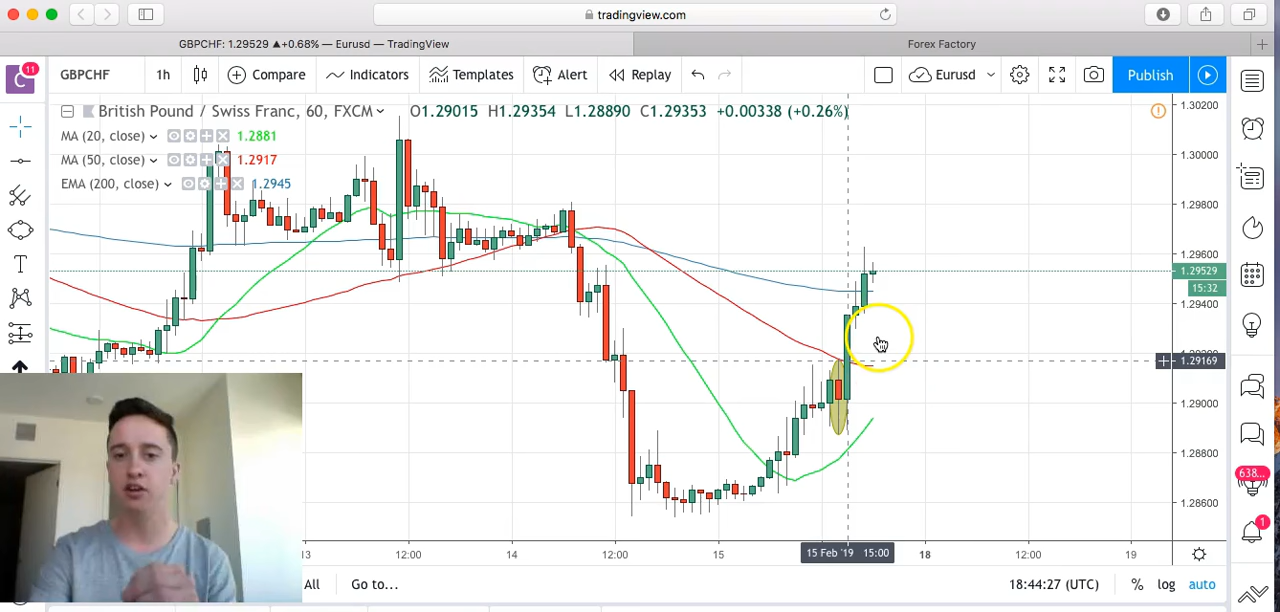 tradingview.com
GBPCHF: 1.29529 ▲+0.68% — Eurusd — TradingView
Forex Factory
C
11
GBPCHF
1h
Compare
Indicators
Templates
Alert
Replay
Eurusd
Publish
British Pound / Swiss Franc, 60, FXCM
O1.29015 H1.29354 L1.28890 C1.29353 +0.00338 (+0.26%)
MA (20, close) 1.2881
MA (50, close) 1.2917
EMA (200, close) 1.2945
T
1.30200
1.30000
1.29800
1.29600
1.29529
15:32
1.29400
1.29169
1.29000
1.28800
1.28600
638...
1
13
12:00
14
12:00
15
15 Feb '19 15:00
18
12:00
19
All
Go to...
18:44:27 (UTC)
%
log
auto